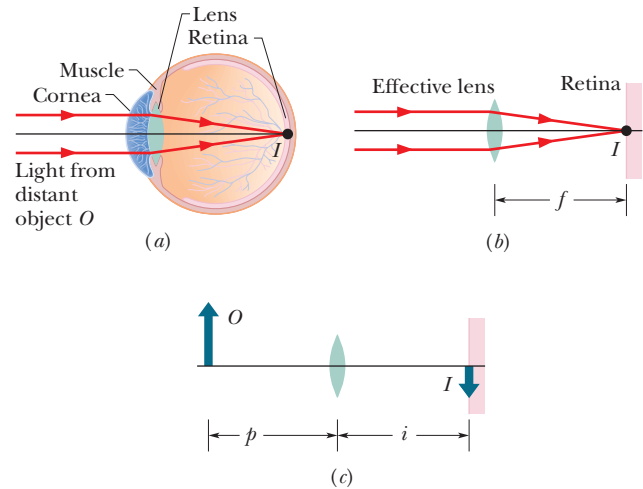 Lens
Retina
Muscle
Cornea
I
Light from
distant
object O
(a)
Effective lens
Retina
I
f
(b)
O
I
p
i
(c)